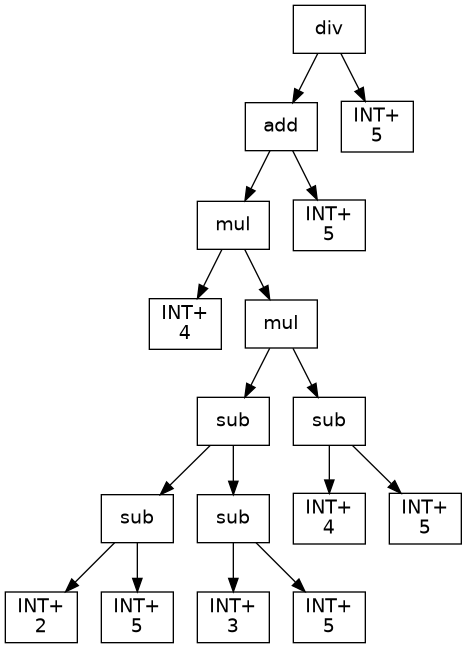 div
add
INT+
5
mul
INT+
5
INT+
4
mul
sub
sub
sub
sub
INT+
4
INT+
5
INT+
2
INT+
5
INT+
3
INT+
5